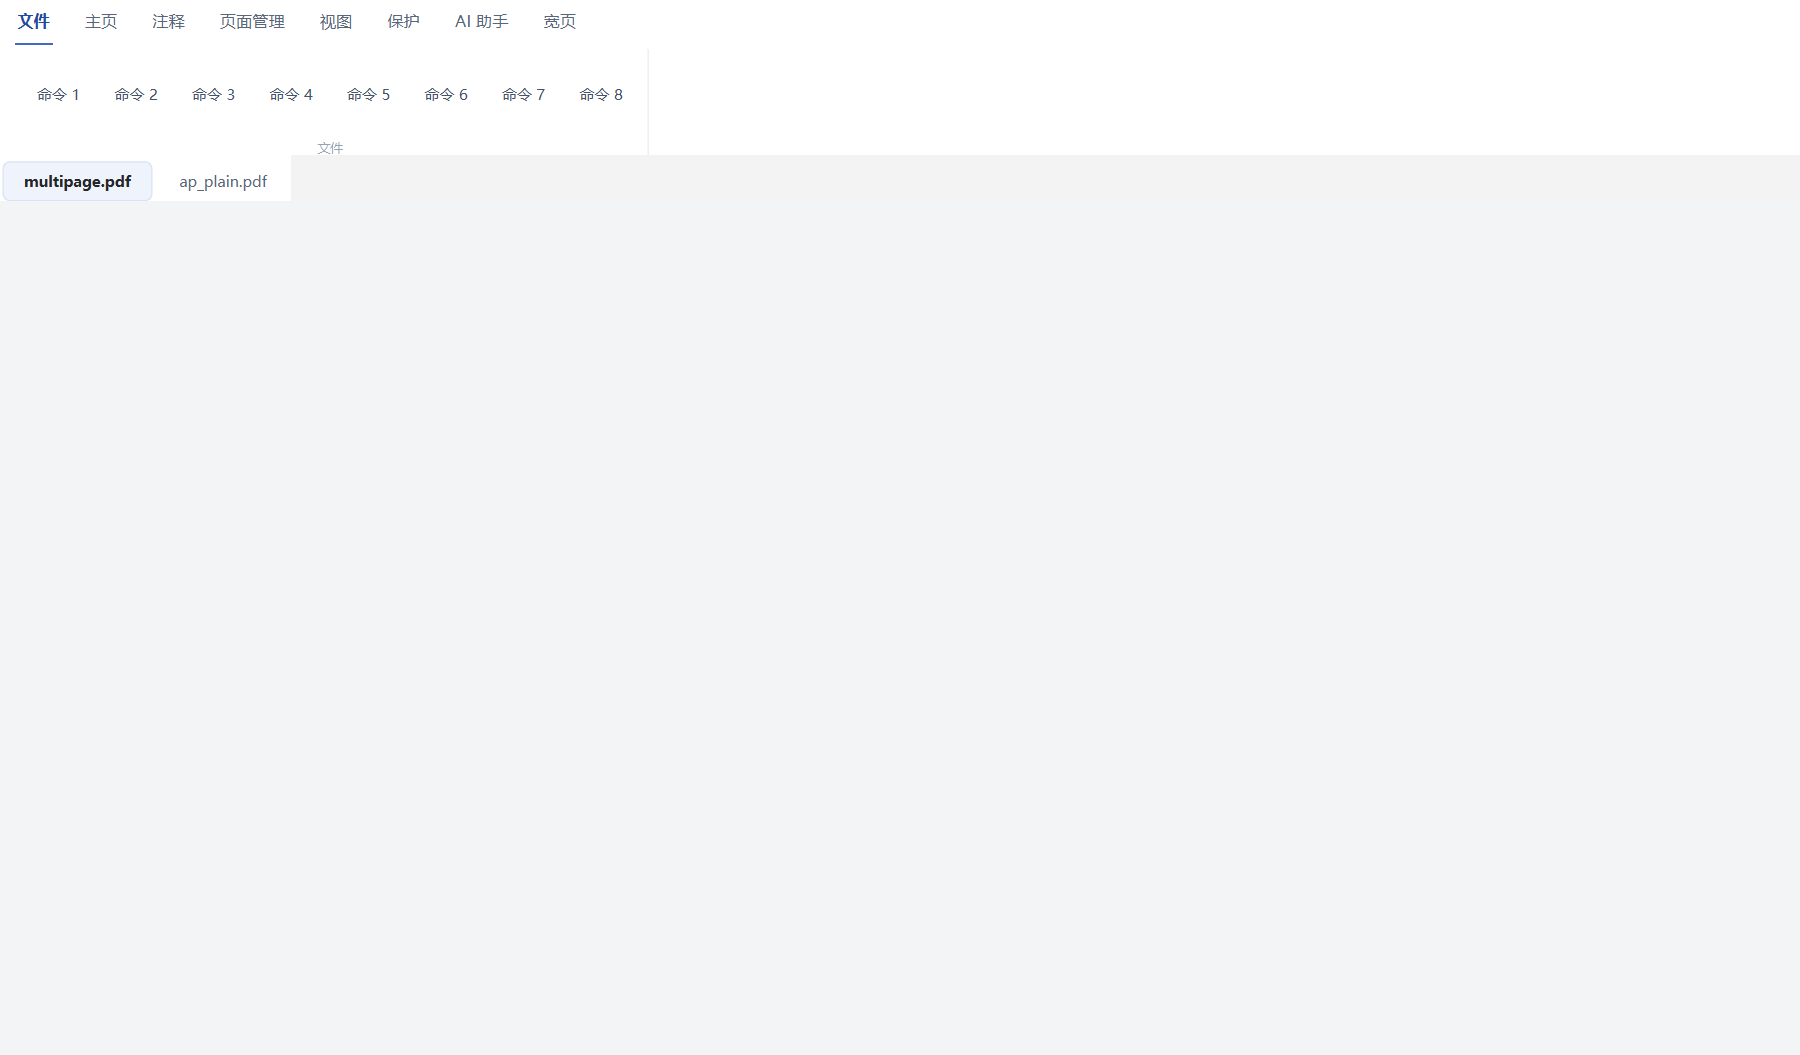 文件 主页 注释 页面管理 视图 保护 AI 助手 宽页
命令 1 命令 2 命令 3 命令 4 命令 5 命令 6 命令 7 命令 8
文件
multipage.pdf ap_plain.pdf